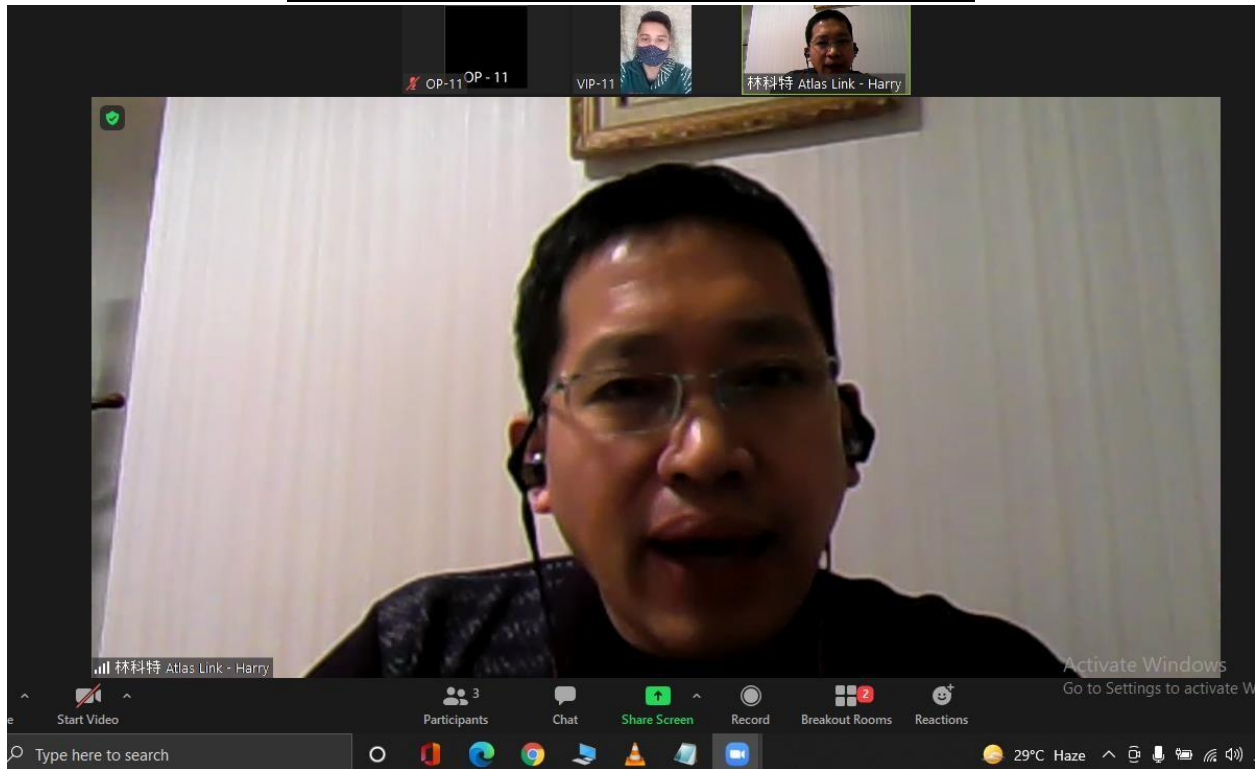 OP-11
OP - 11
VIP-11
林科特 Atlas Link - Harry
林科特 Atlas Link - Harry
Activate Windows
Go to Settings to activate W
e
Start Video
3
Participants
Chat
Share Screen
Record
2
Breakout Rooms
Reactions
Type here to search
29°C Haze